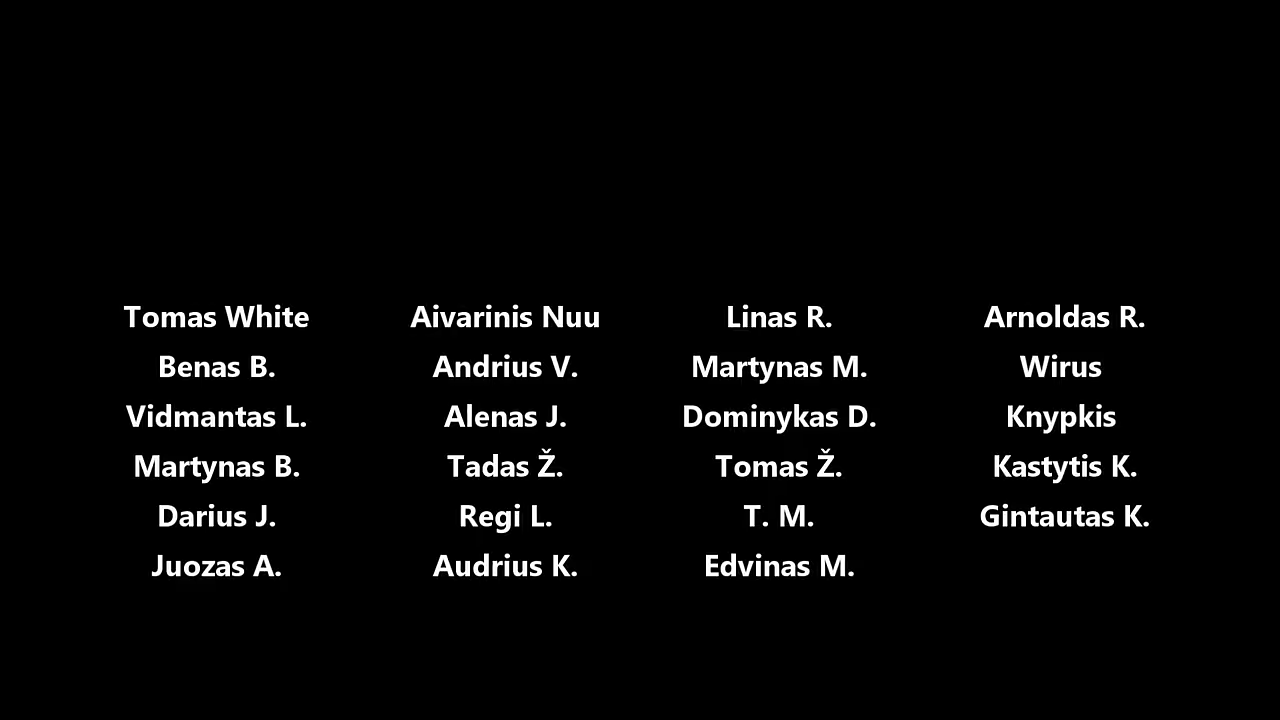 Tomas White Aivarinis Nuu Linas R. Arnoldas R.
Benas B. Andrius V. Martynas M. Wirus
Vidmantas L. Alenas J. Dominykas D. Knypkis
Martynas B. Tadas Ž. Tomas Ž. Kastytis K.
Darius J. Regi L. T. M. Gintautas K.
Juozas A. Audrius K. Edvinas M.